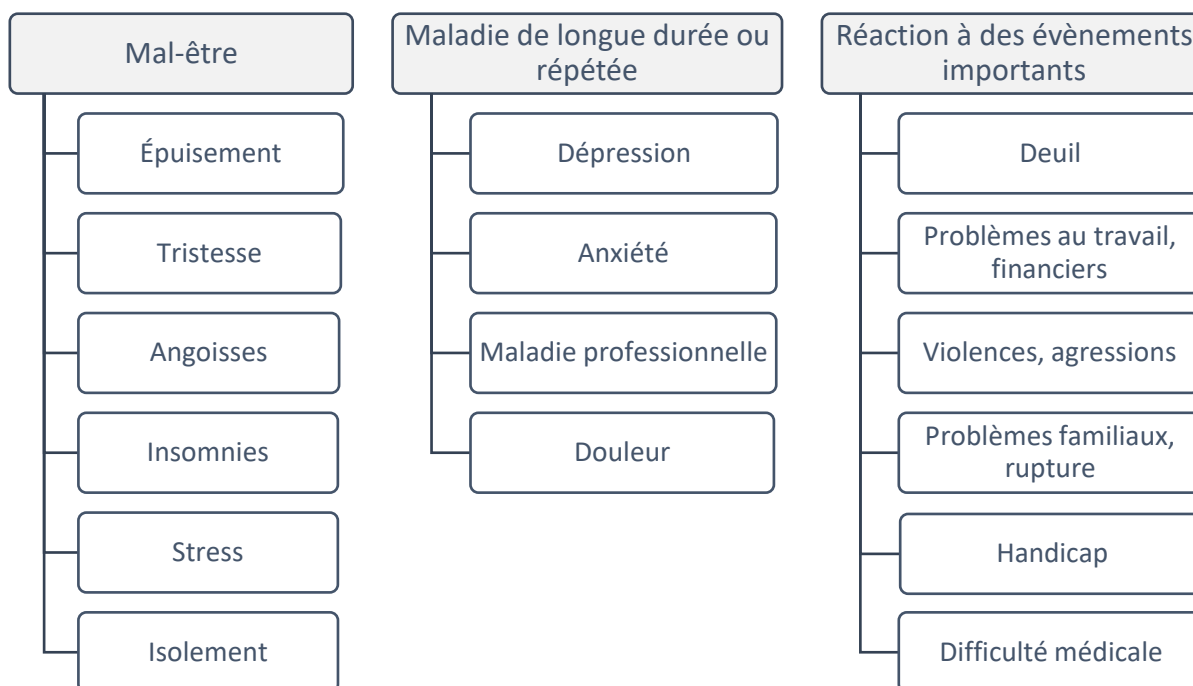 Mal-être
Épuisement
Tristesse
Angoisses
Insomnies
Stress
Isolement
Maladie de longue durée ou
répétée
Dépression
Anxiété
Maladie professionnelle
Douleur
Réaction à des évènements
importants
Deuil
Problèmes au travail,
financiers
Violences, agressions
Problèmes familiaux,
rupture
Handicap
Difficulté médicale